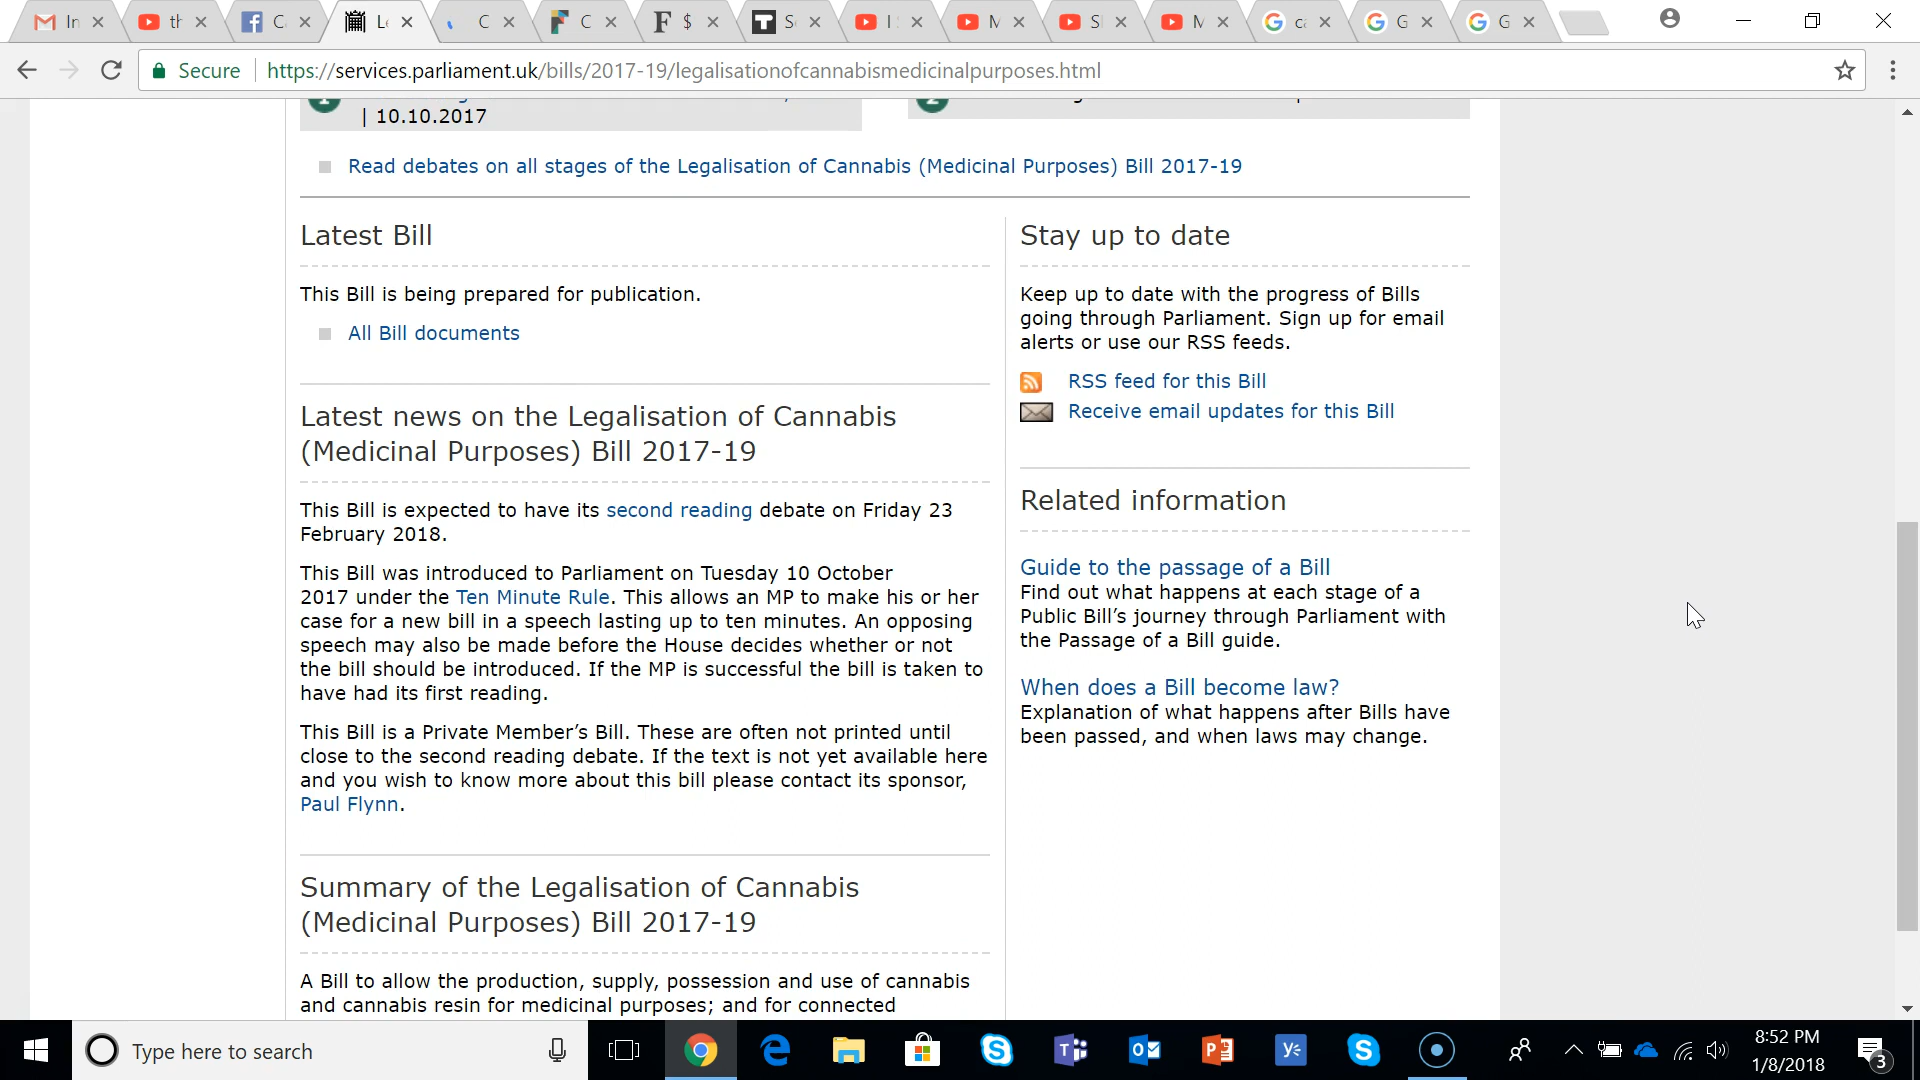 In
th
C
Le
C
C
$
S
I
M
S
M
ca
G
G
Secure
https://services.parliament.uk/bills/2017-19/legalisationofcannabismedicinalpurposes.html
| 10.10.2017
Read debates on all stages of the Legalisation of Cannabis (Medicinal Purposes) Bill 2017-19
Latest Bill
This Bill is being prepared for publication.
All Bill documents
Latest news on the Legalisation of Cannabis
(Medicinal Purposes) Bill 2017-19
This Bill is expected to have its second reading debate on Friday 23
February 2018.
This Bill was introduced to Parliament on Tuesday 10 October
2017 under the Ten Minute Rule. This allows an MP to make his or her
case for a new bill in a speech lasting up to ten minutes. An opposing
speech may also be made before the House decides whether or not
the bill should be introduced. If the MP is successful the bill is taken to
have had its first reading.
This Bill is a Private Member’s Bill. These are often not printed until
close to the second reading debate. If the text is not yet available here
and you wish to know more about this bill please contact its sponsor,
Paul Flynn.
Summary of the Legalisation of Cannabis
(Medicinal Purposes) Bill 2017-19
A Bill to allow the production, supply, possession and use of cannabis
and cannabis resin for medicinal purposes; and for connected
Stay up to date
Keep up to date with the progress of Bills
going through Parliament. Sign up for email
alerts or use our RSS feeds.
RSS feed for this Bill
Receive email updates for this Bill
Related information
Guide to the passage of a Bill
Find out what happens at each stage of a
Public Bill’s journey through Parliament with
the Passage of a Bill guide.
When does a Bill become law?
Explanation of what happens after Bills have
been passed, and when laws may change.
Type here to search
8:52 PM
1/8/2018
3